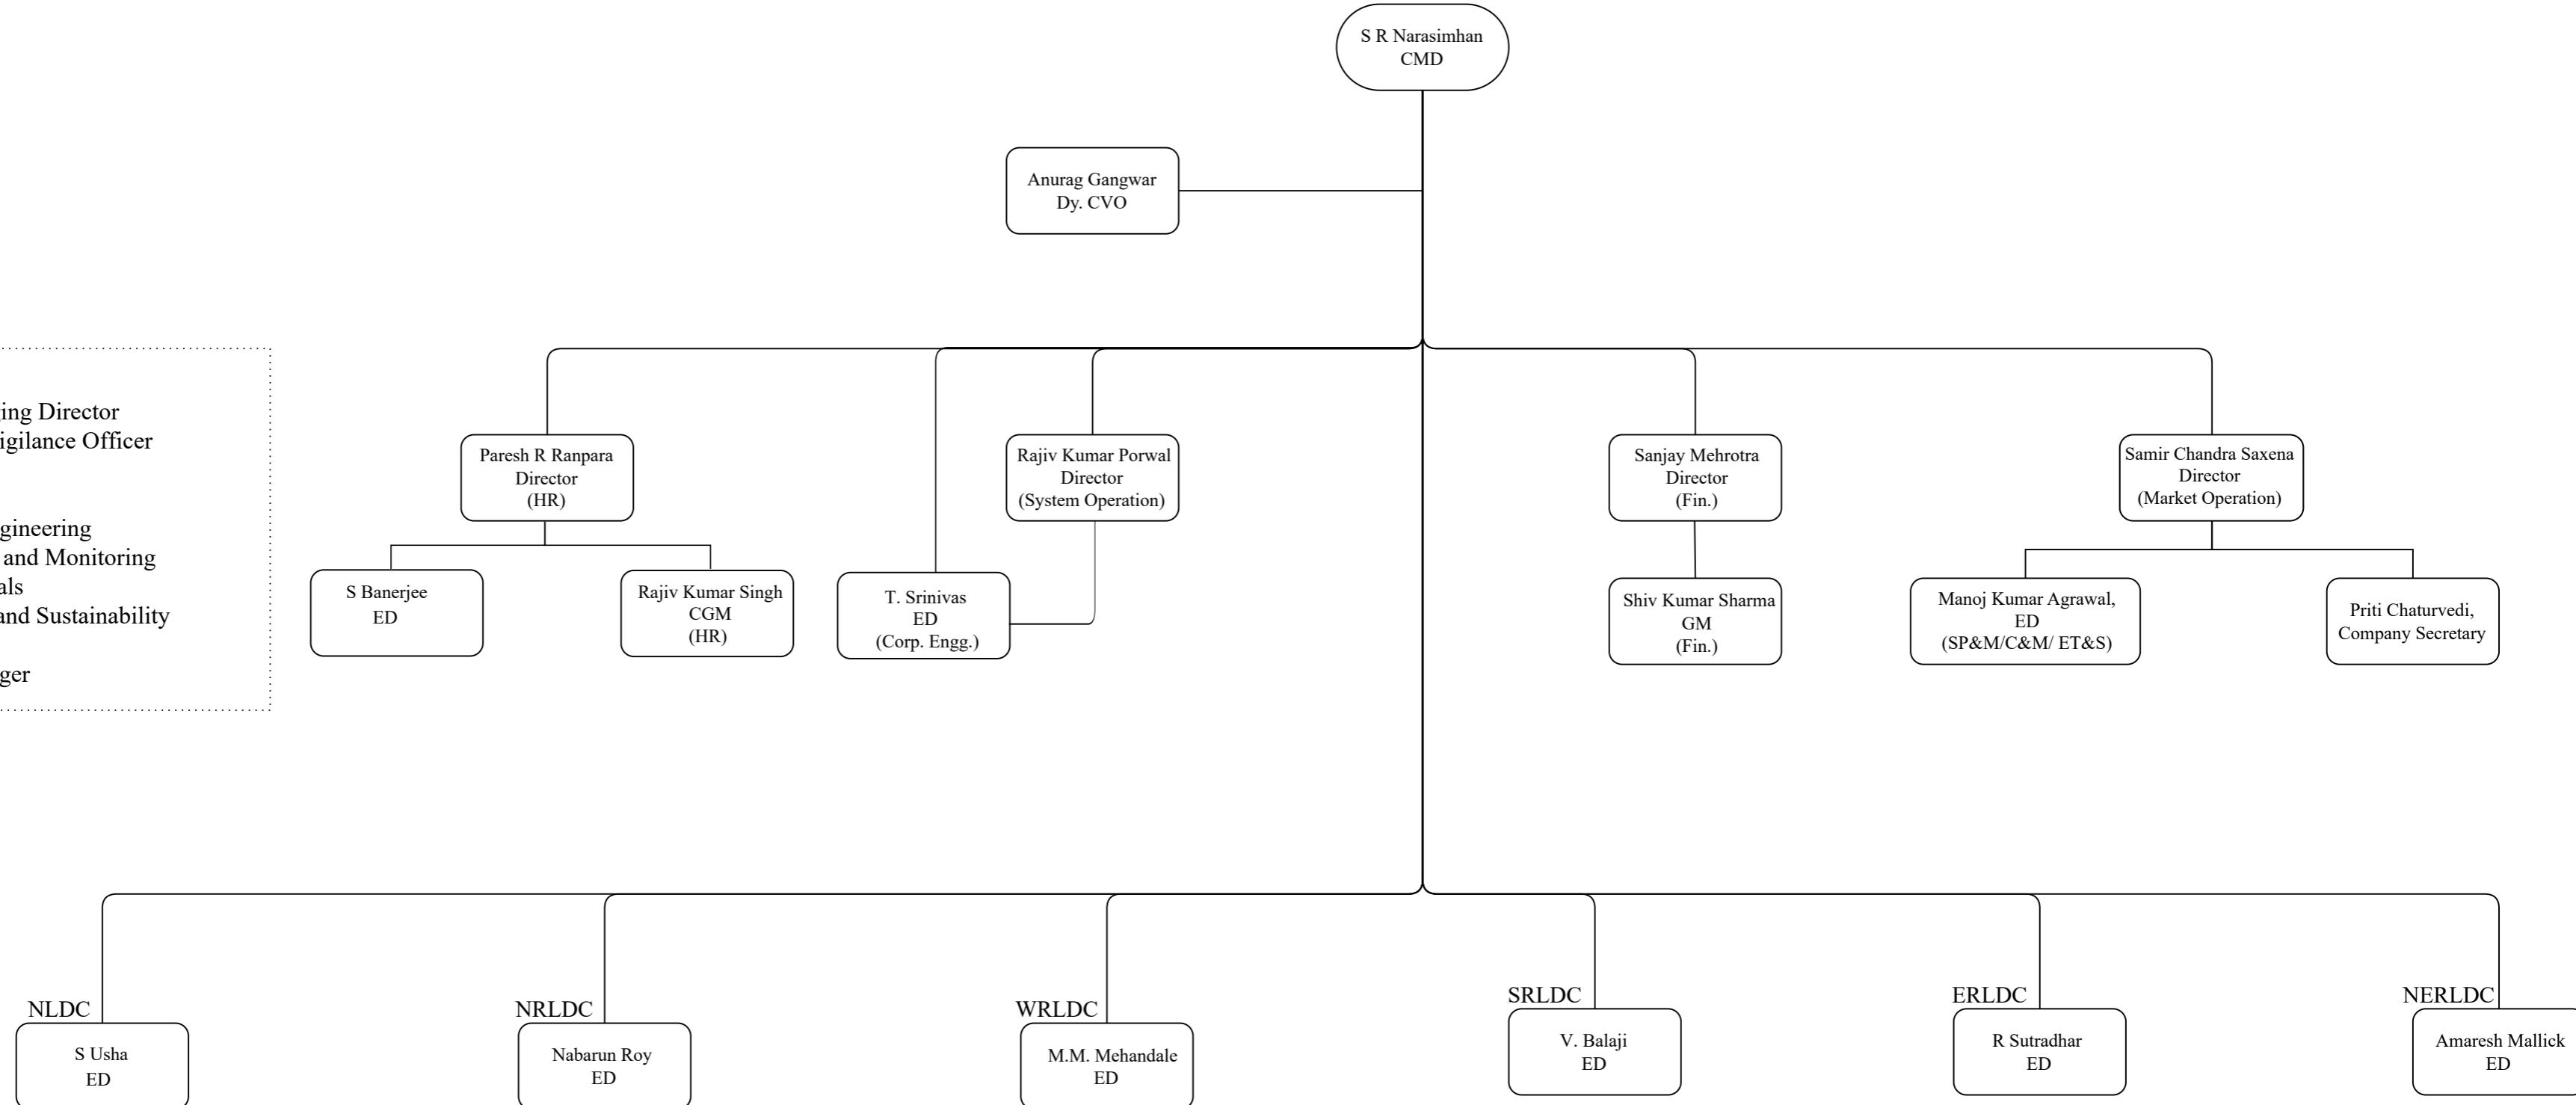 S R Narasimhan
CMD
Anurag Gangwar
Dy. CVO
ing Director
igilance Officer
gineering
and Monitoring
als
and Sustainability
ger
Paresh R Ranpara
Director
(HR)
Rajiv Kumar Porwal
Director
(System Operation)
Sanjay Mehrotra
Director
(Fin.)
Samir Chandra Saxena
Director
(Market Operation)
S Banerjee
ED
Rajiv Kumar Singh
CGM
(HR)
T. Srinivas
ED
(Corp. Engg.)
Shiv Kumar Sharma
GM
(Fin.)
Manoj Kumar Agrawal,
ED
(SP&M/C&M/ ET&S)
Priti Chaturvedi,
Company Secretary
NLDC
S Usha
ED
NRLDC
Nabarun Roy
ED
WRLDC
M.M. Mehandale
ED
SRLDC
V. Balaji
ED
ERLDC
R Sutradhar
ED
NERLDC
Amaresh Mallick
ED